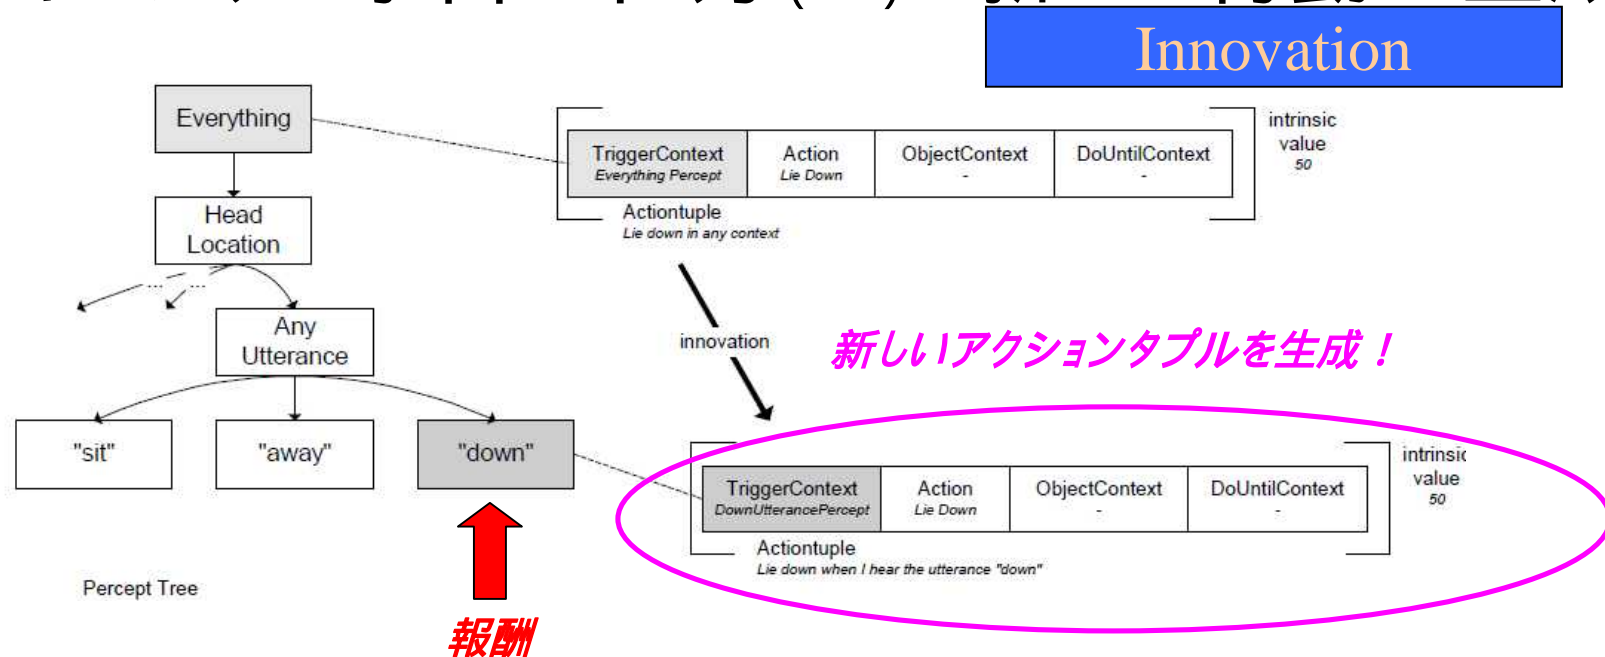 Innovation
Everything
TriggerContext
Everything Percept
Action
Lie Down
ObjectContext
-
DoUntilContext
-
intrinsic
value
50
Actiontuple
Lie down in any context
Head
Location
...
...
Any
Utterance
innovation
新しいアクションタプルを生成！
"sit"
"away"
"down"
TriggerContext
DownUtterancePercept
Action
Lie Down
ObjectContext
-
DoUntilContext
-
intrinsic
value
50
Actiontuple
Lie down when I hear the utterance "down"
Percept Tree
報酬